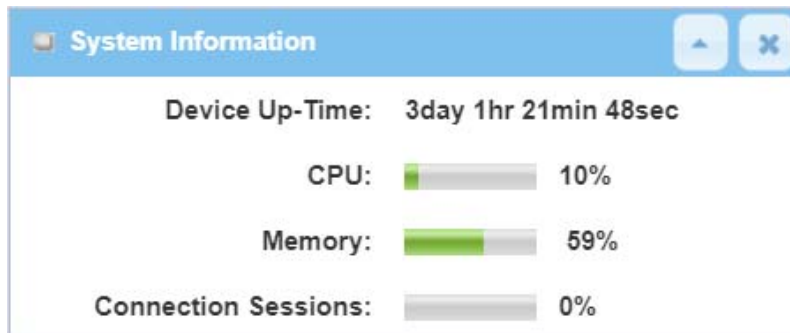 System Information
Device Up-Time: 3day 1hr 21min 48sec
CPU: 10%
Memory: 59%
Connection Sessions: 0%